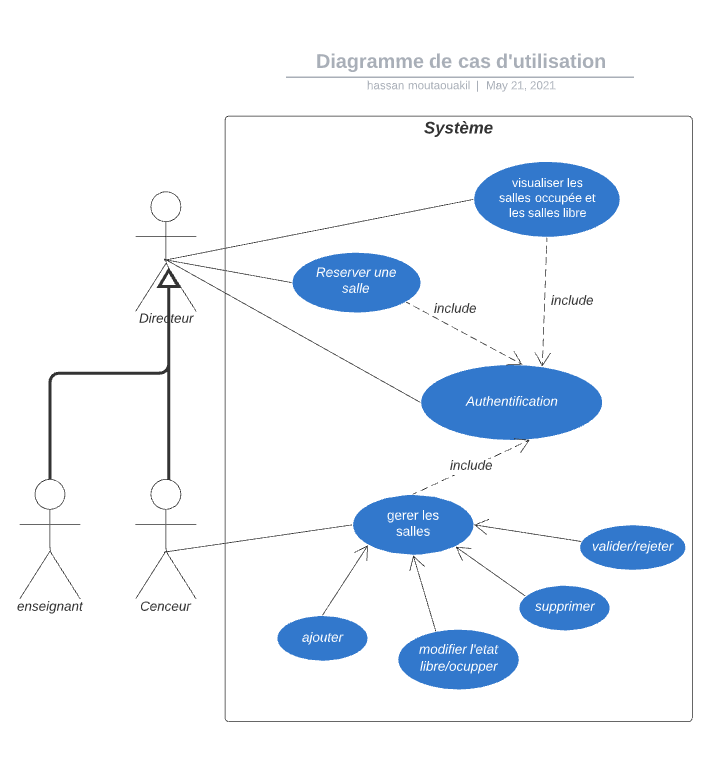 Diagramme de cas d'utilisation
hassan moutaouakil | May 21, 2021
Système
visualiser les
salles occupée et
les salles libre
Reserver une
salle
include
include
Directeur
Authentification
include
gerer les
salles
valider/rejeter
enseignant
Cenceur
supprimer
ajouter
modifier l'etat
libre/ocupper